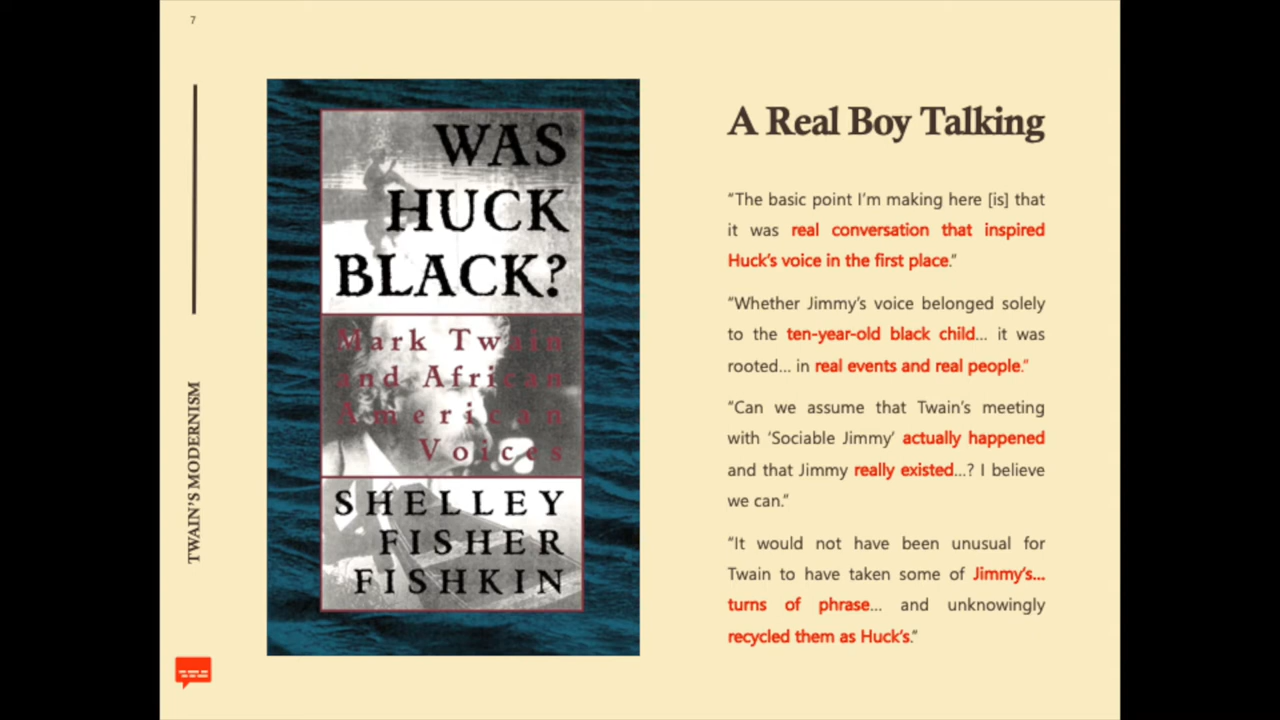 7
TWAIN'S MODERNISM
WAS
HUCK
BLACK?
Mark Twain
and African
American
Voices
SHELLEY
FISHER
FISHKIN
A Real Boy Talking
“The basic point I’m making here [is] that
it was real conversation that inspired
Huck’s voice in the first place.”
“Whether Jimmy’s voice belonged solely
to the ten-year-old black child… it was
rooted… in real events and real people.”
“Can we assume that Twain’s meeting
with ‘Sociable Jimmy’ actually happened
and that Jimmy really existed…? I believe
we can.”
“It would not have been unusual for
Twain to have taken some of Jimmy’s…
turns of phrase… and unknowingly
recycled them as Huck’s.”